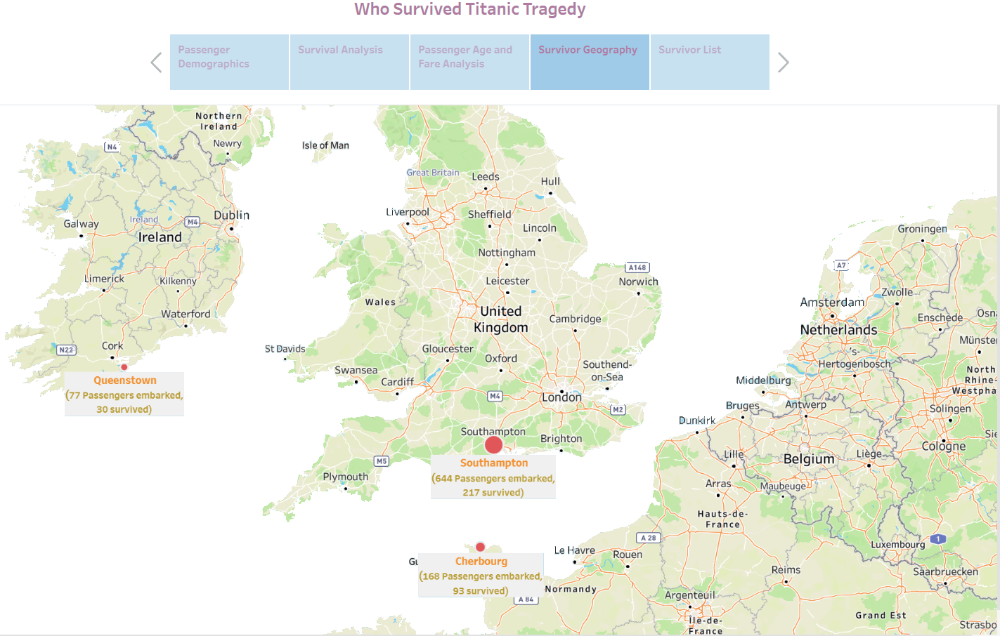 Who Survived Titanic Tragedy
Passenger
Demographics
Survival Analysis
Passenger Age and
Fare Analysis
Survivor Geography
Survivor List
Northern
Ireland
Newry
N4
Isle of Man
Great Britain
Leeds
Hull
Liverpool
Sheffield
Lincoln
Nottingham
Leicester
A148
Norwich
Galway
Ireland
M4
Dublin
Ireland
Limerick
Kilkenny
Waterford
Wales
United
Kingdom
Cambridge
Cork
N22
St Davids
Gloucester
Oxford
Swansea
Cardiff
Southend-
on-Sea
M4
London
M2
Queenstown
(77 Passengers embarked,
30 survived)
Southampton
Brighton
M5
Plymouth
Southampton
(644 Passengers embarked,
217 survived)
Groningen
A7
Zwolle
Amsterdam
Netherlands
Enschede
Osna
's-
Hertogenbosch
Münste
North
Rhine-
Westpha
Middelburg
Bruges
Antwerp
Dunkirk
Solingen
Sie
Cologne
Lille
Belgium
Liège
Arras
Maubeuge
Hauts-de-
France
A 28
Luxembourg
1
Le Havre
Rouen
Gu
Cherbourg
(168 Passengers embarked,
93 survived)
A 84
Normandy
Reims
Saarbruecken
Argenteuil
Île-de-
France
Grand Est
Strasbo